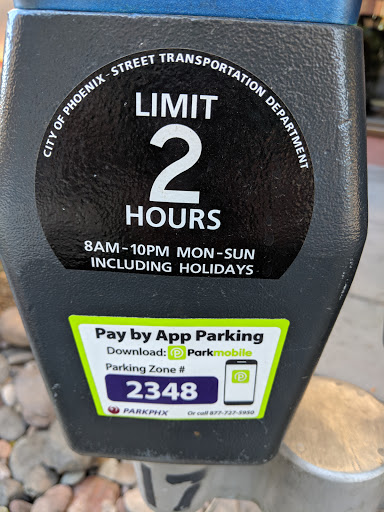 CITY OF PHOENIX - STREET TRANSPORTATION DEPARTMENT
LIMIT
2
HOURS
8AM-10PM MON-SUN
INCLUDING HOLIDAYS
Pay by App Parking
Download: Parkmobile
Parking Zone #
2348
PARKPHX Or call 877-727-5950
17